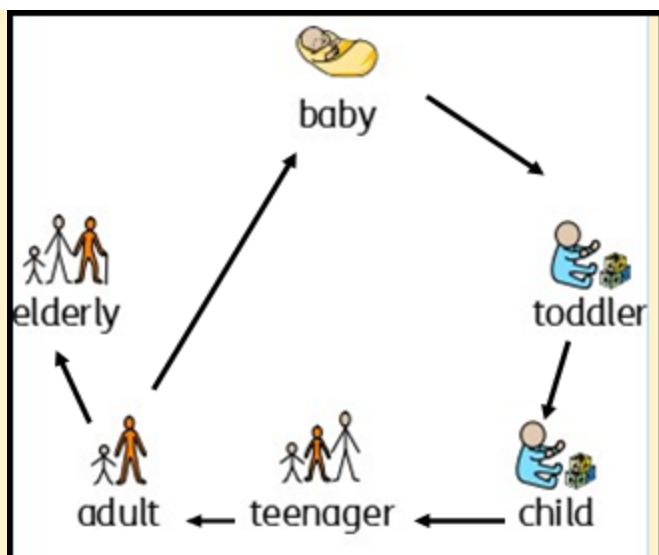 baby
elderly
toddler
adult
teenager
child